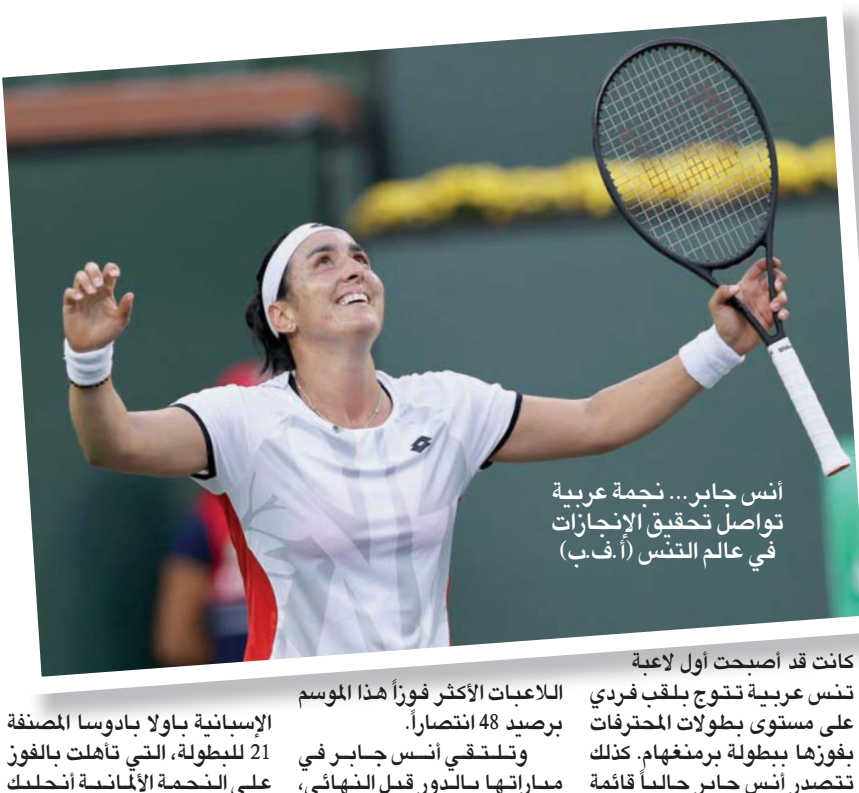 أنس جابر... نجمة عربية
تواصل تحقيق الإنجازات
في عالم التنس (أ.ف.ب)
كانت قد أصبحت أول لاعبة
تنس عربية تتوج بلقب فردي
على مستوى بطولات المحترفات
بفوزها ببطولة برمنغهام. كذلك
تتصدر أنس جابر حالياً قائمة
اللاعبات الأكثر فوزاً هذا الموسم
برصيد 48 انتصاراً.
وتلتقي أنس جابر في
مباراتها بالدور قبل النهائي،
الإسبانية باولا بادوسا المصنفة
21 للبطولة، التي تأهلت بالفوز
على النجمة الألمانية أنجليك